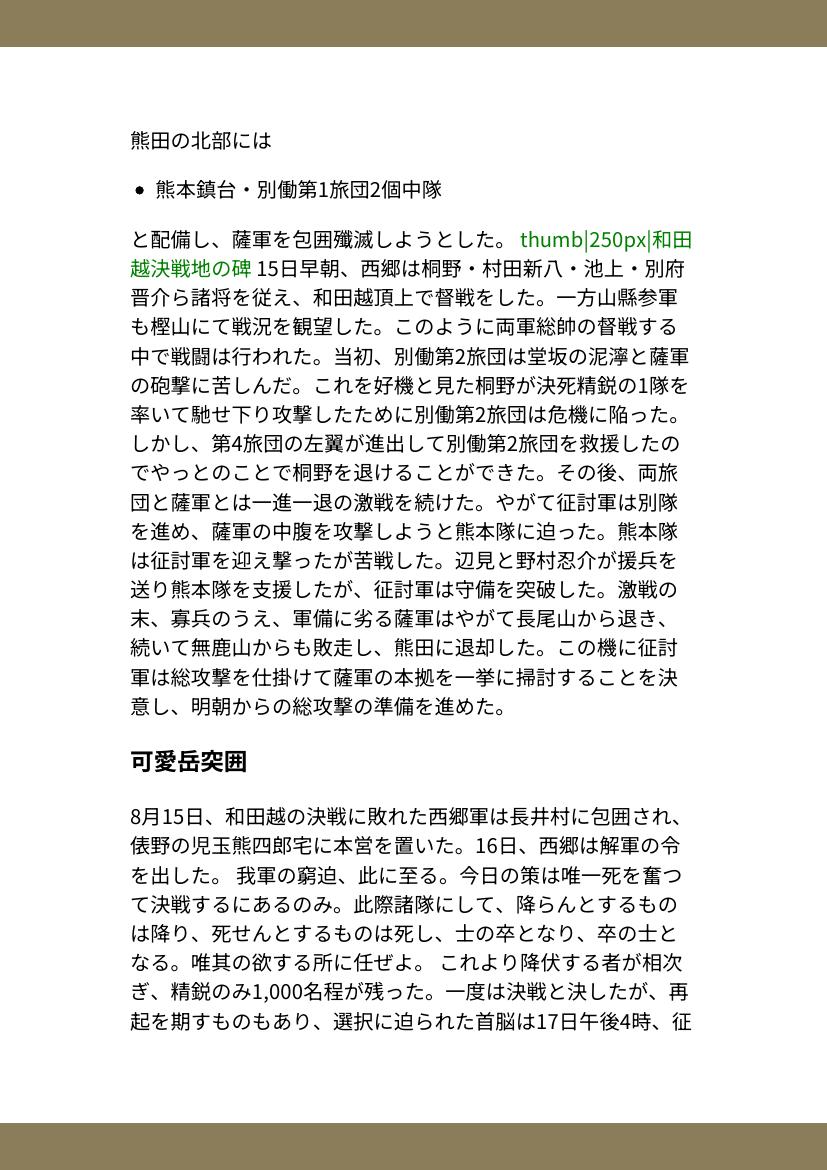 熊田の北部には
● 熊本鎮台・別働第1旅団2個中隊
と配備し、薩軍を包囲殲滅しようとした。 thumb|250px|和田
越決戦地の碑 15日早朝、西郷は桐野・村田新八・池上・別府
晋介ら諸将を従え、和田越頂上で督戦をした。一方山縣参軍
も樫山にて戦況を観望した。このように両軍総帥の督戦する
中で戦闘は行われた。当初、別働第2旅団は堂坂の泥濘と薩軍
の砲撃に苦しんだ。これを好機と見た桐野が決死精鋭の1隊を
率いて馳せ下り攻撃したために別働第2旅団は危機に陥った。
しかし、第4旅団の左翼が進出して別働第2旅団を救援したの
でやっとのことで桐野を退けることができた。その後、両旅
団と薩軍とは一進一退の激戦を続けた。やがて征討軍は別隊
を進め、薩軍の中腹を攻撃しようと熊本隊に迫った。熊本隊
は征討軍を迎え撃ったが苦戦した。辺見と野村忍介が援兵を
送り熊本隊を支援したが、征討軍は守備を突破した。激戦の
末、寡兵のうえ、軍備に劣る薩軍はやがて長尾山から退き、
続いて無鹿山からも敗走し、熊田に退却した。この機に征討
軍は総攻撃を仕掛けて薩軍の本拠を一挙に掃討することを決
意し、明朝からの総攻撃の準備を進めた。
可愛岳突囲
8月15日、和田越の決戦に敗れた西郷軍は長井村に包囲され、
俵野の児玉熊四郎宅に本営を置いた。16日、西郷は解軍の令
を出した。 我軍の窮迫、此に至る。今日の策は唯一死を奮つ
て決戦するにあるのみ。此際諸隊にして、降らんとするもの
は降り、死せんとするものは死し、士の卒となり、卒の士と
なる。唯其の欲する所に任ぜよ。 これより降伏する者が相次
ぎ、精鋭のみ1,000名程が残った。一度は決戦と決したが、再
起を期すものもあり、選択に迫られた首脳は17日午後4時、征